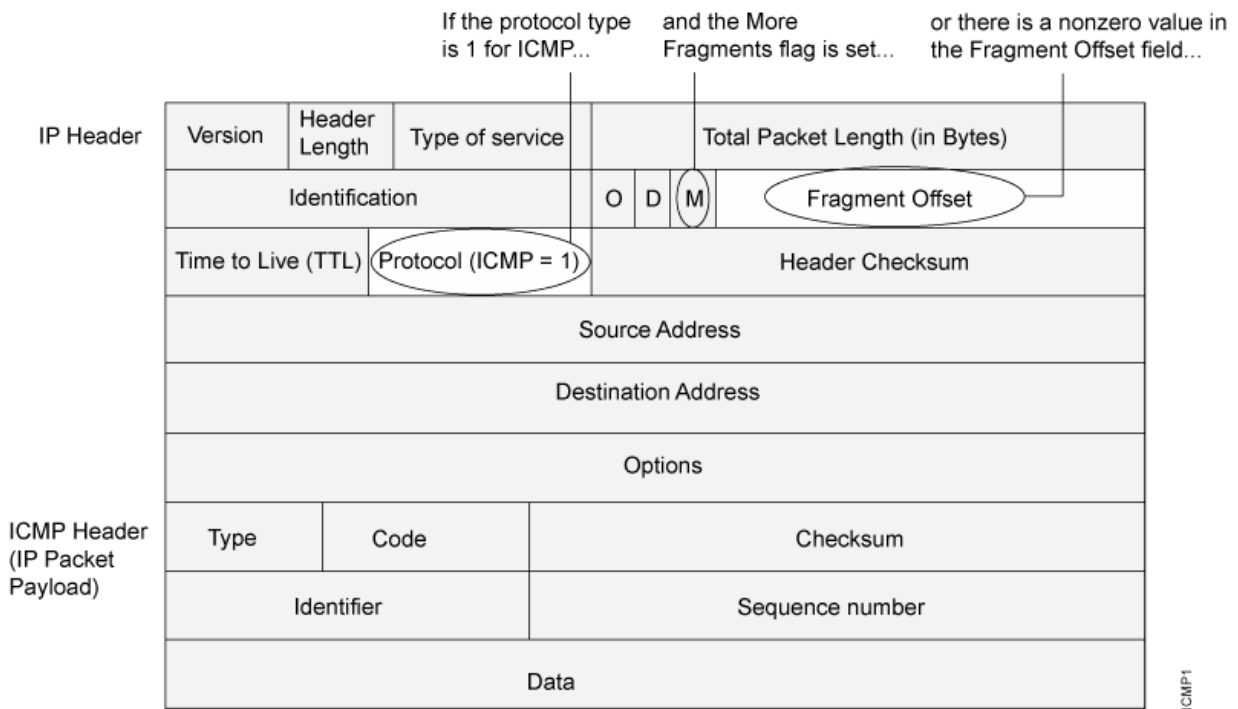 If the protocol type
is 1 for ICMP...
and the More
Fragments flag is set...
or there is a nonzero value in
the Fragment Offset field...
IP Header
Version
Header
Length
Type of service
Total Packet Length (in Bytes)
Identification
O
D
M
Fragment Offset
Time to Live (TTL)
Protocol (ICMP = 1)
Header Checksum
Source Address
Destination Address
Options
ICMP Header
(IP Packet
Payload)
Type
Code
Checksum
Identifier
Sequence number
Data
ICMP1